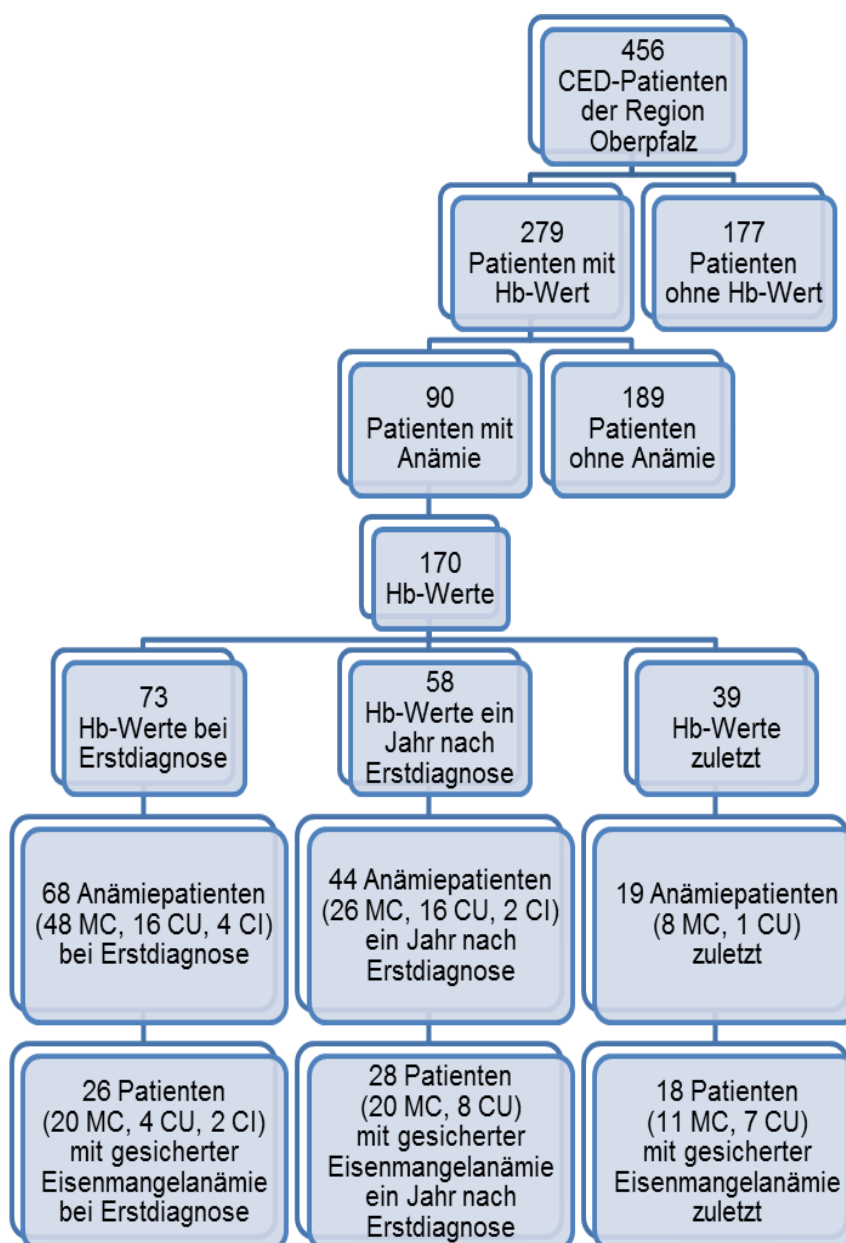 456
CED-Patienten
der Region
Oberpfalz
279
Patienten mit
Hb-Wert
177
Patienten
ohne Hb-Wert
90
Patienten mit
Anämie
189
Patienten
ohne Anämie
170
Hb-Werte
73
Hb-Werte bei
Erstdiagnose
58
Hb-Werte ein
Jahr nach
Erstdiagnose
39
Hb-Werte
zuletzt
68 Anämiepatienten
(48 MC, 16 CU, 4 CI)
bei Erstdiagnose
44 Anämiepatienten
(26 MC, 16 CU, 2 CI)
ein Jahr nach
Erstdiagnose
19 Anämiepatienten
(8 MC, 1 CU)
zuletzt
26 Patienten
(20 MC, 4 CU, 2 CI)
mit gesicherter
Eisenmangelanämie
bei Erstdiagnose
28 Patienten
(20 MC, 8 CU)
mit gesicherter
Eisenmangelanämie
ein Jahr nach
Erstdiagnose
18 Patienten
(11 MC, 7 CU)
mit gesicherter
Eisenmangelanämie
zuletzt